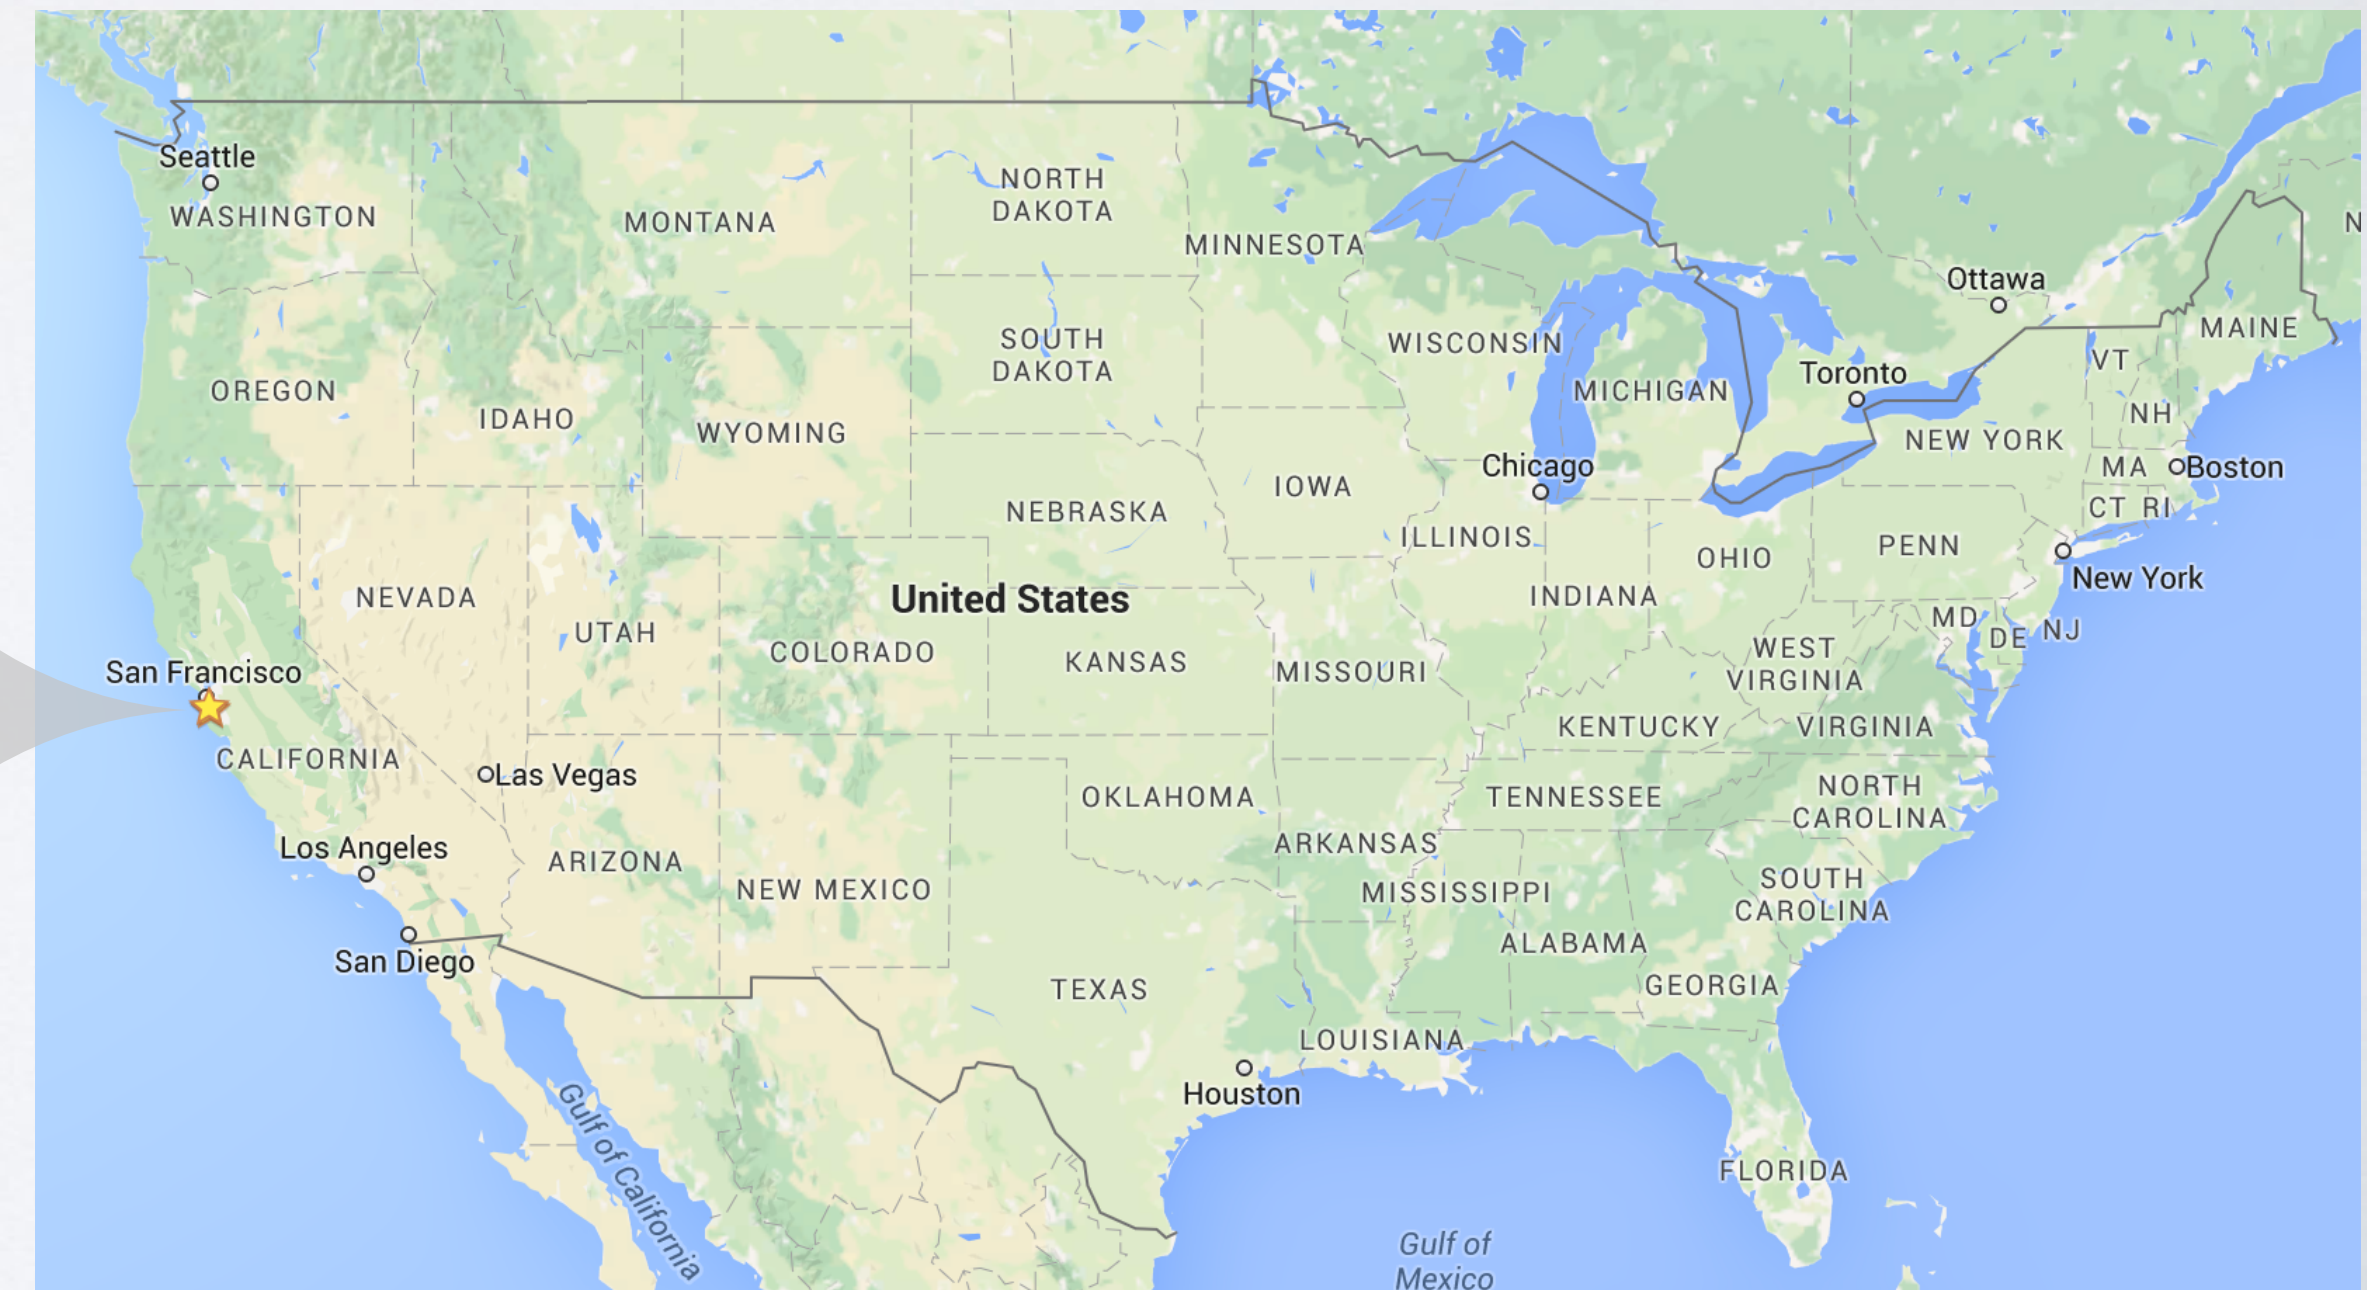 Seattle
WASHINGTON
MONTANA
NORTH
DAKOTA
MINNESOTA
Ottawa
N
MAINE
SOUTH
DAKOTA
WISCONSIN
VT
OREGON
IDAHO
WYOMING
MICHIGAN
Toronto
NH
NEW YORK
Chicago
MA
Boston
IOWA
NEBRASKA
CT RI
ILLINOIS
OHIO
PENN
NEVADA
United States
INDIANA
New York
UTAH
COLORADO
KANSAS
MISSOURI
WEST
VIRGINIA
MD
DE
NJ
San Francisco
CALIFORNIA
KENTUCKY
VIRGINIA
Las Vegas
OKLAHOMA
TENNESSEE
NORTH
CAROLINA
Los Angeles
ARIZONA
NEW MEXICO
ARKANSAS
MISSISSIPPI
SOUTH
CAROLINA
San Diego
TEXAS
ALABAMA
GEORGIA
LOUISIANA
Houston
Gulf of California
FLORIDA
Gulf of
Mexico